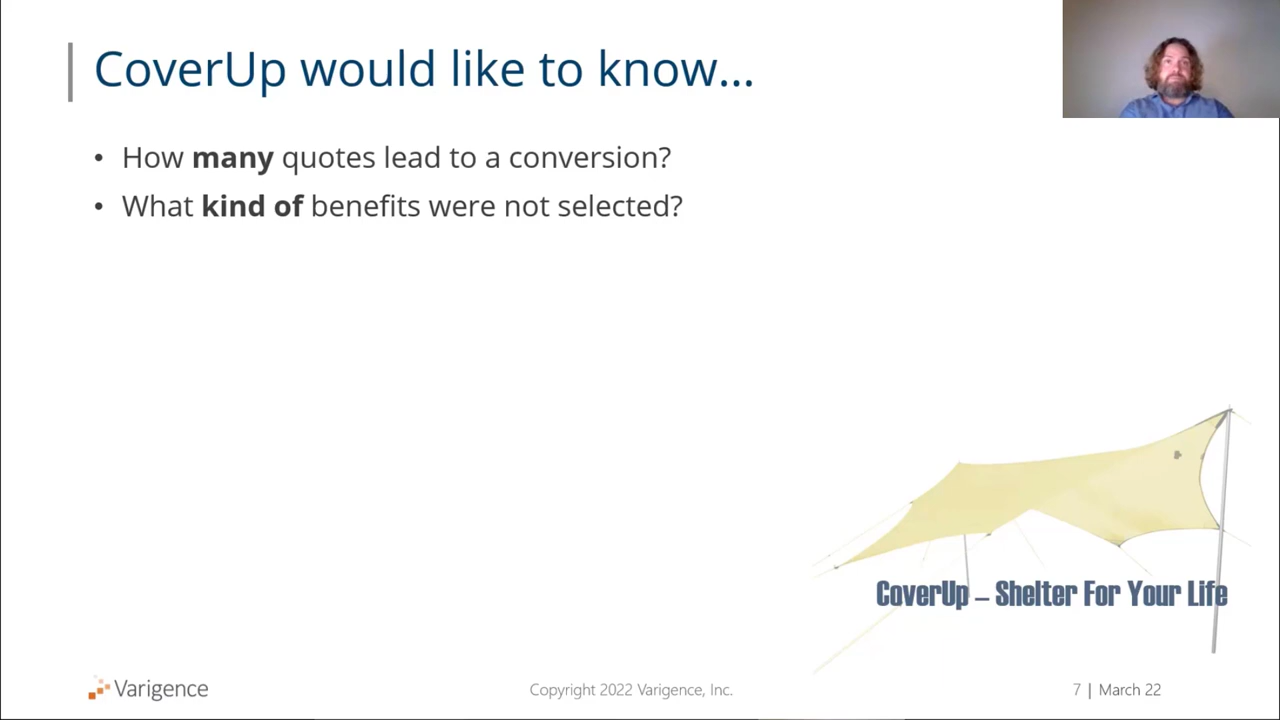 CoverUp would like to know...
• How many quotes lead to a conversion?
• What kind of benefits were not selected?
CoverUp – Shelter For Your Life
Varigence
Copyright 2022 Varigence, Inc.
7 | March 22